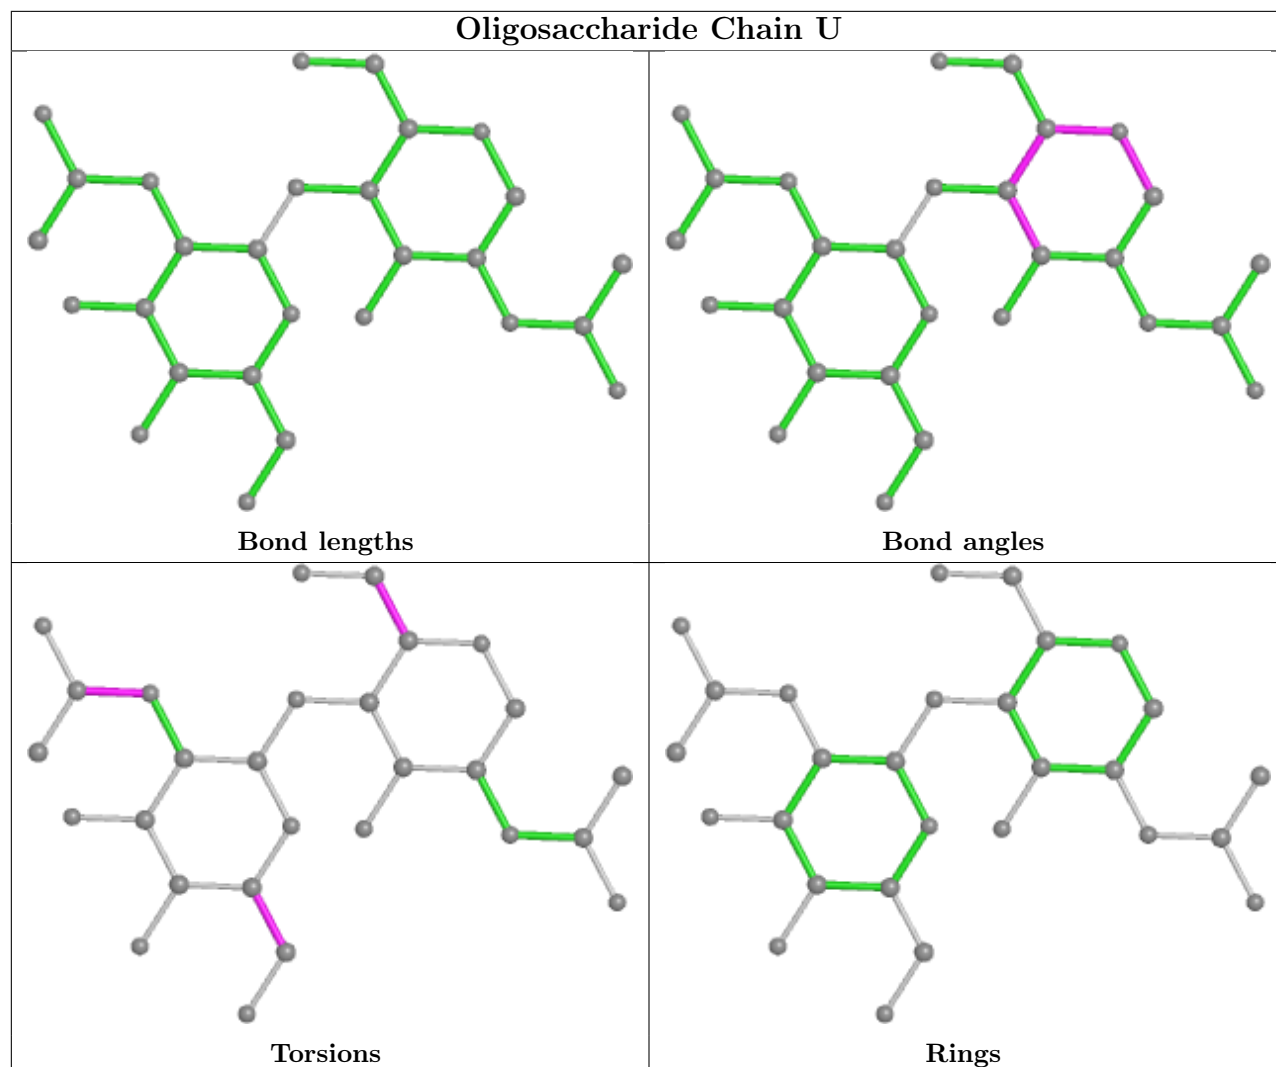 Oligosaccharide Chain U
Bond lengths
Bond angles
Torsions
Rings